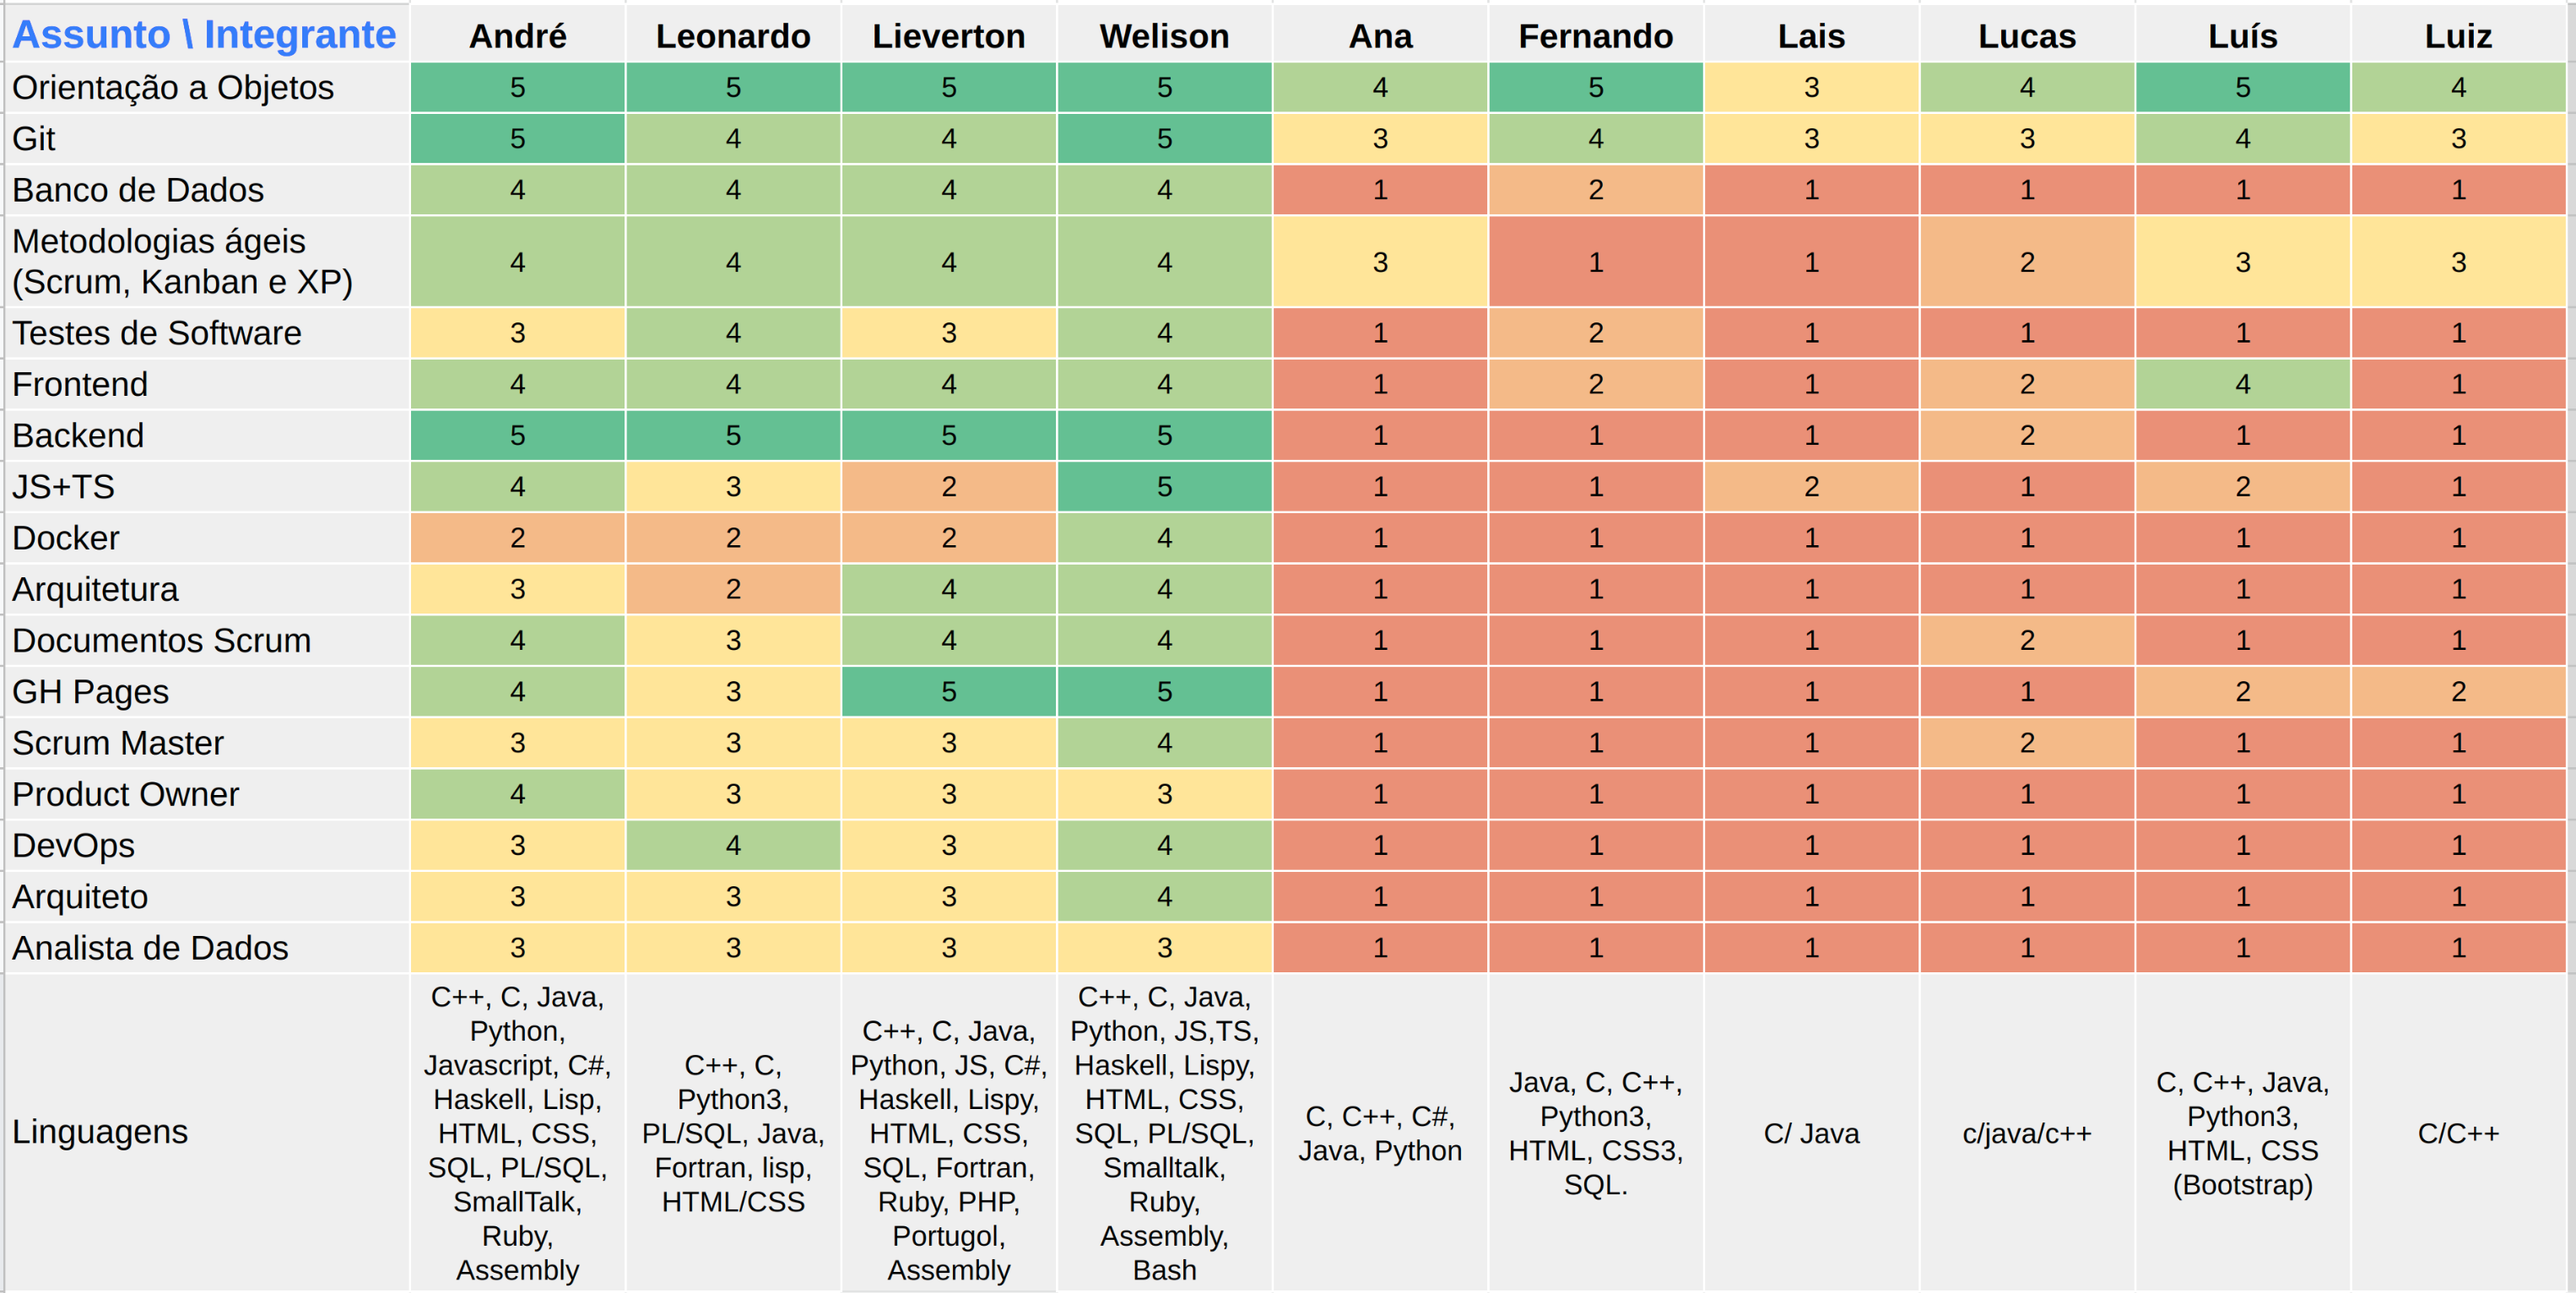 Assunto \ Integrante André Leonardo Lieverton Welison Ana Fernando Lais Lucas Luís Luiz
Orientação a Objetos 5 5 5 5 4 5 3 4 5 4
Git 5 4 4 5 3 4 3 3 4 3
Banco de Dados 4 4 4 4 1 2 1 1 1 1
Metodologias ágeis
(Scrum, Kanban e XP) 4 4 4 4 3 1 1 2 3 3
Testes de Software 3 4 3 4 1 2 1 1 1 1
Frontend 4 4 4 4 1 2 1 2 4 1
Backend 5 5 5 5 1 1 1 2 1 1
JS+TS 4 3 2 5 1 1 2 1 2 1
Docker 2 2 2 4 1 1 1 1 1 1
Arquitetura 3 2 4 4 1 1 1 1 1 1
Documentos Scrum 4 3 4 4 1 1 1 2 1 1
GH Pages 4 3 5 5 1 1 1 1 2 2
Scrum Master 3 3 3 4 1 1 1 2 1 1
Product Owner 4 3 3 3 1 1 1 1 1 1
DevOps 3 4 3 4 1 1 1 1 1 1
Arquiteto 3 3 3 4 1 1 1 1 1 1
Analista de Dados 3 3 3 3 1 1 1 1 1 1
Linguagens
C++, C, Java,
Python,
Javascript, C#,
Haskell, Lisp,
HTML, CSS,
SQL, PL/SQL,
SmallTalk,
Ruby,
Assembly
C++, C,
Python3,
PL/SQL, Java,
Fortran, lisp,
HTML/CSS
C++, C, Java,
Python, JS, C#,
Haskell, Lispy,
HTML, CSS,
SQL, Fortran,
Ruby, PHP,
Portugol,
Assembly
C++, C, Java,
Python, JS,TS,
Haskell, Lispy,
HTML, CSS,
SQL, PL/SQL,
Smalltalk,
Ruby,
Assembly,
Bash
C, C++, C#,
Java, Python
Java, C, C++,
Python3,
HTML, CSS3,
SQL.
C/ Java
c/java/c++
C, C++, Java,
Python3,
HTML, CSS
(Bootstrap)
C/C++